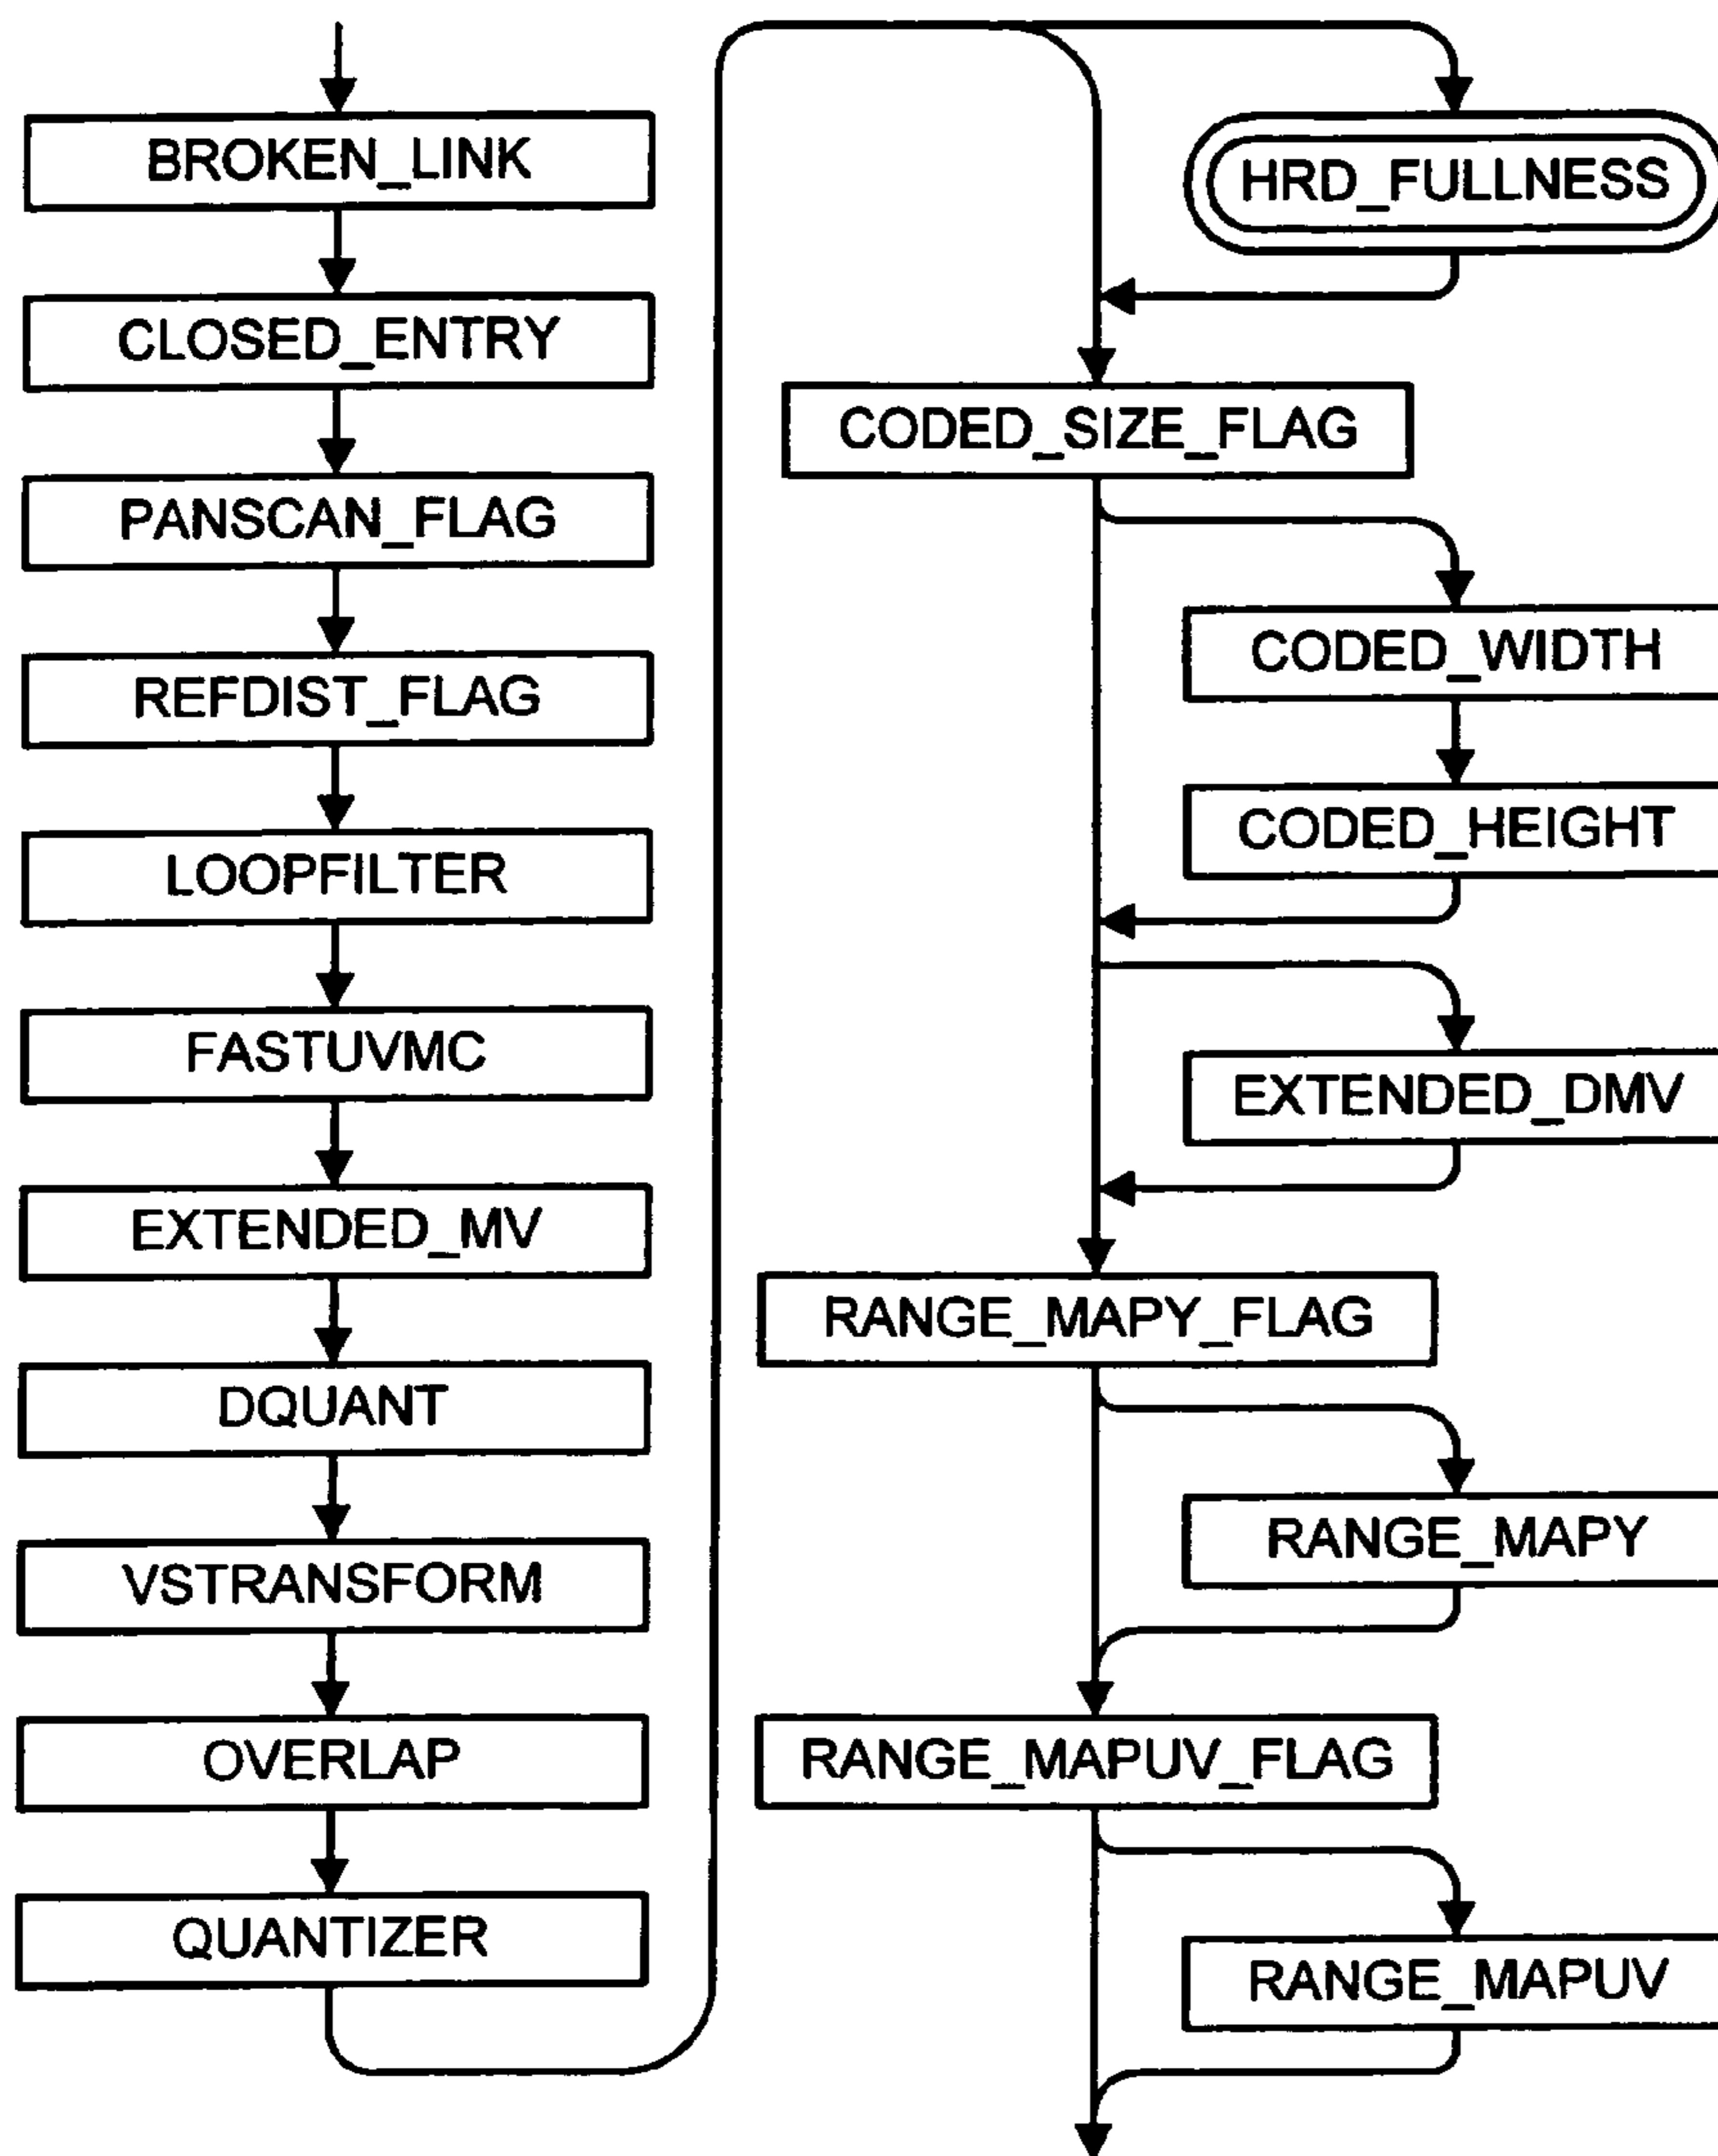 BROKEN_LINK
CLOSED_ENTRY
PANSCAN_FLAG
REFDIST_FLAG
LOOPFILTER
FASTUVMC
EXTENDED_MV
DQUANT
VSTRANSFORM
OVERLAP
QUANTIZER
HRD_FULLNESS
CODED_SIZE_FLAG
CODED_WIDTH
CODED_HEIGHT
EXTENDED_DMV
RANGE_MAPY_FLAG
RANGE_MAPY
RANGE_MAPUV_FLAG
RANGE_MAPUV